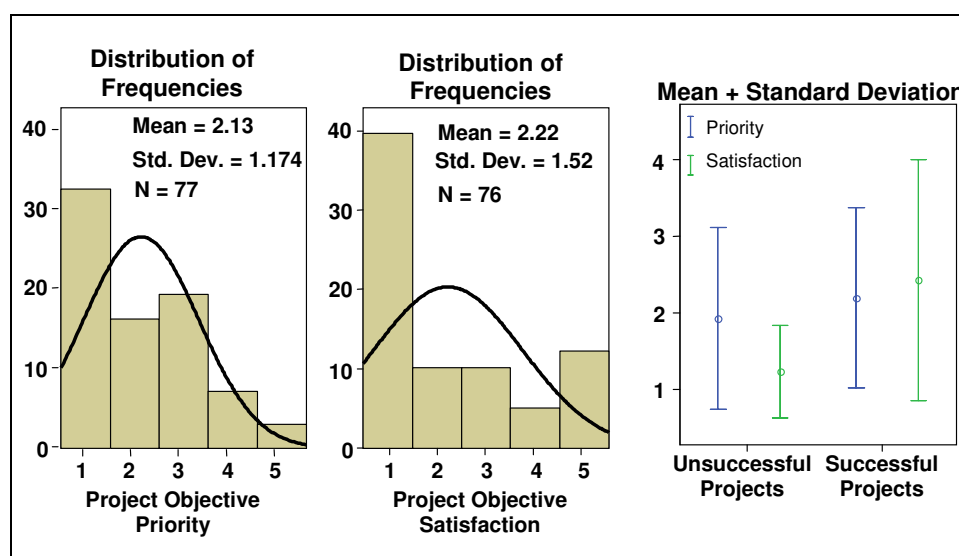 Distribution of
Frequencies
Mean = 2.13
Std. Dev. = 1.174
N = 77
40
30
20
10
0
1 2 3 4 5
Project Objective
Priority
Distribution of
Frequencies
Mean = 2.22
Std. Dev. = 1.52
N = 76
40
30
20
10
0
1 2 3 4 5
Project Objective
Satisfaction
Mean + Standard Deviation
Priority
Satisfaction
4
3
2
1
Unsuccessful
Projects
Successful
Projects